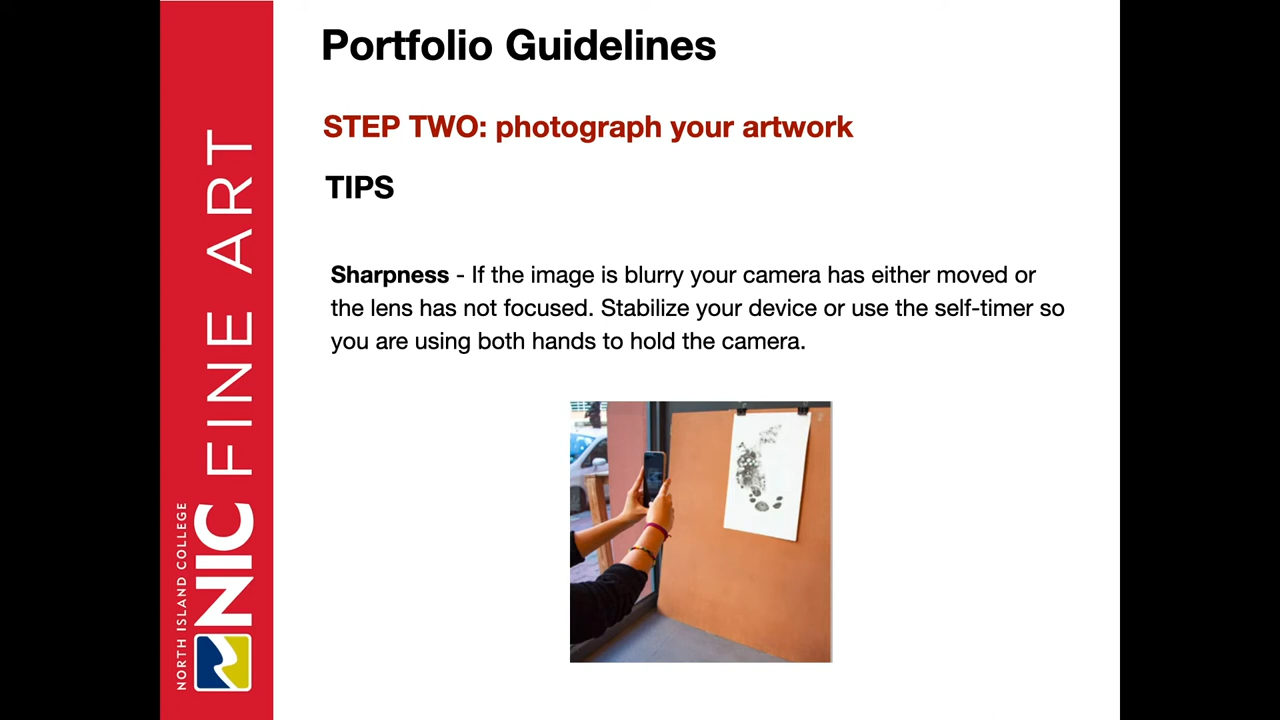 Portfolio Guidelines
STEP TWO: photograph your artwork
TIPS
Sharpness - If the image is blurry your camera has either moved or
the lens has not focused. Stabilize your device or use the self-timer so
you are using both hands to hold the camera.
NORTH ISLAND COLLEGE
NIC FINE ART